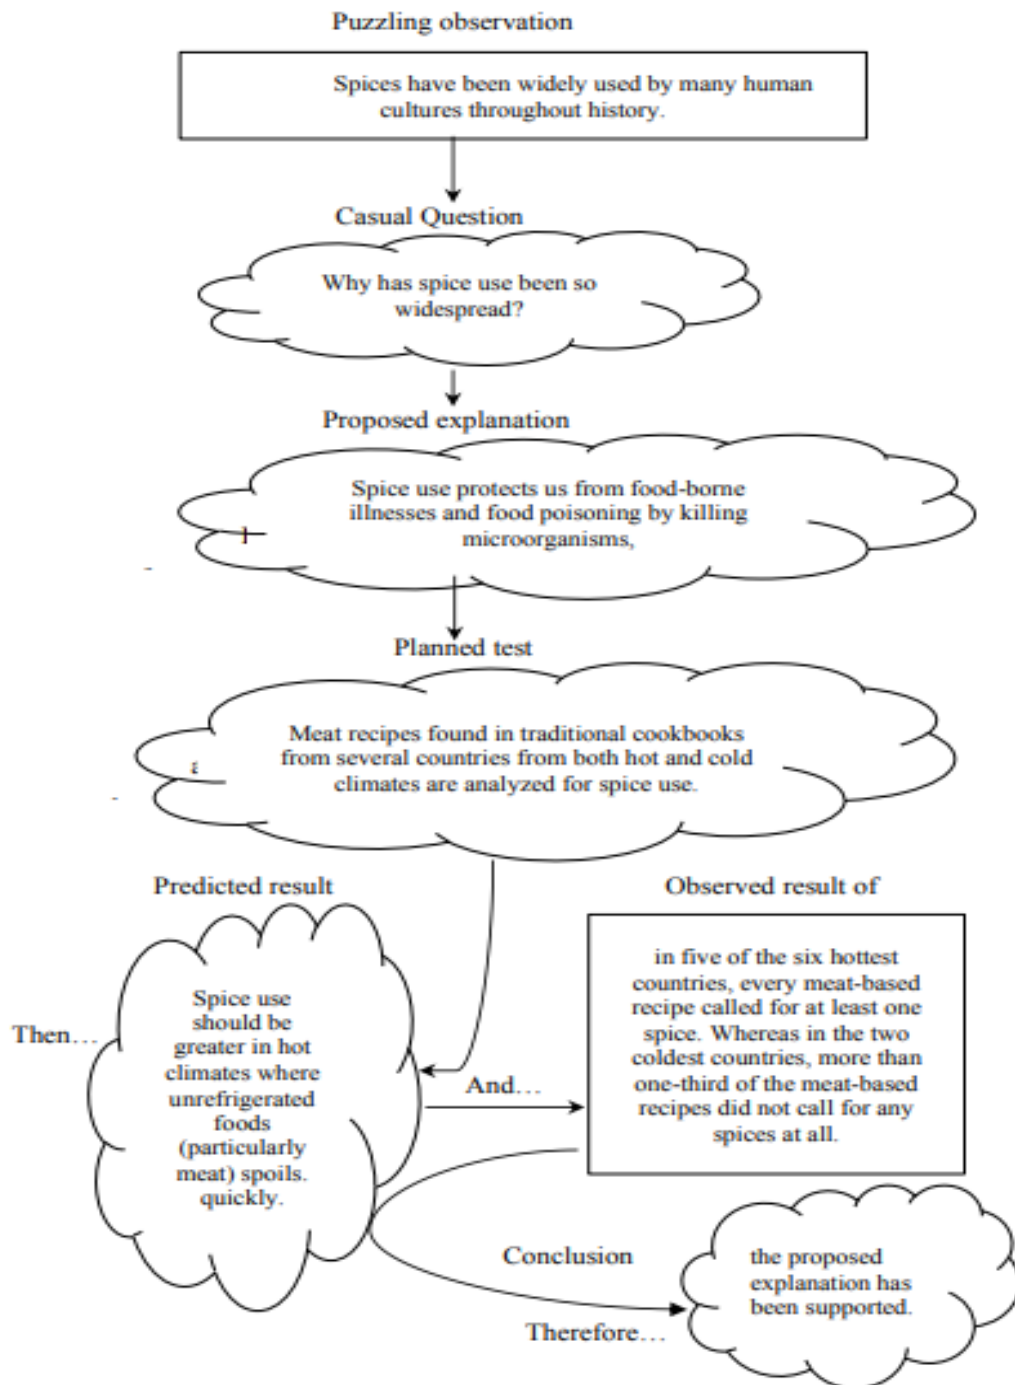 Puzzling observation
Spices have been widely used by many human
cultures throughout history.
Casual Question
Why has spice use been so
widespread?
Proposed explanation
Spice use protects us from food-borne
illnesses and food poisoning by killing
microorganisms,
Planned test
Meat recipes found in traditional cookbooks
from several countries from both hot and cold
climates are analyzed for spice use.
Predicted result
Then…
Spice use
should be
greater in hot
climates where
unrefrigerated
foods
(particularly
meat) spoils.
quickly.
And…
Observed result of
in five of the six hottest
countries, every meat-based
recipe called for at least one
spice. Whereas in the two
coldest countries, more than
one-third of the meat-based
recipes did not call for any
spices at all.
Conclusion
Therefore…
the proposed
explanation has
been supported.